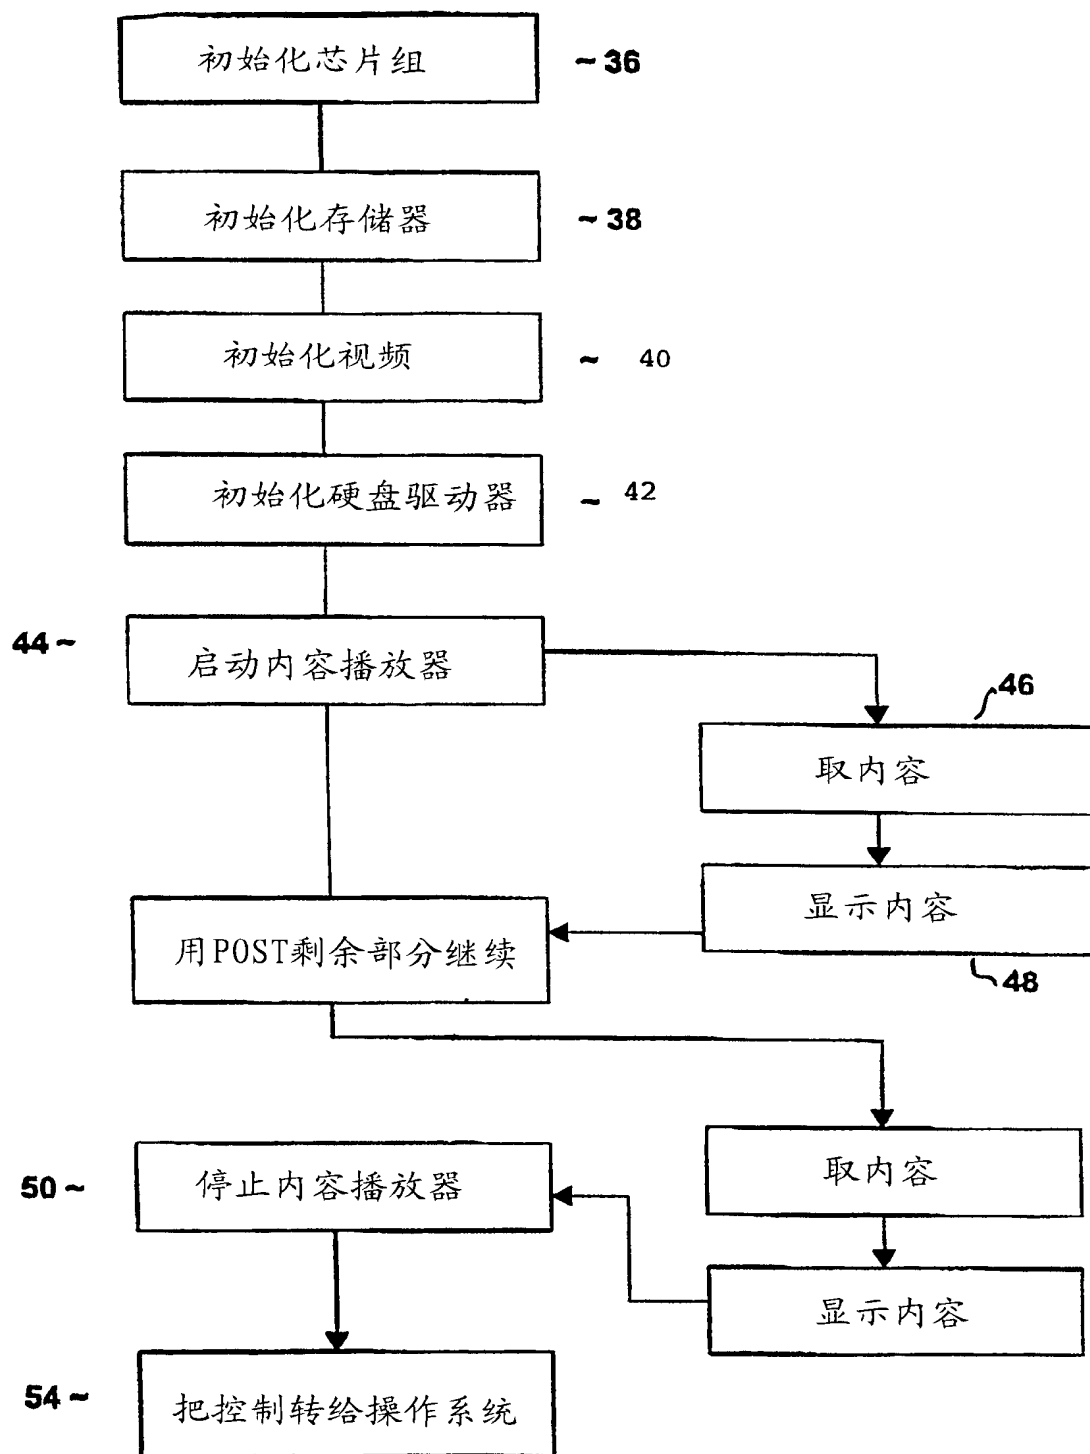 初始化芯片组
~36
初始化存储器
~38
初始化视频
~ 40
初始化硬盘驱动器
~ 42
44~
启动内容播放器
46
取内容
显示内容
48
用POST剩余部分继续
50~
停止内容播放器
取内容
显示内容
54~
把控制转给操作系统